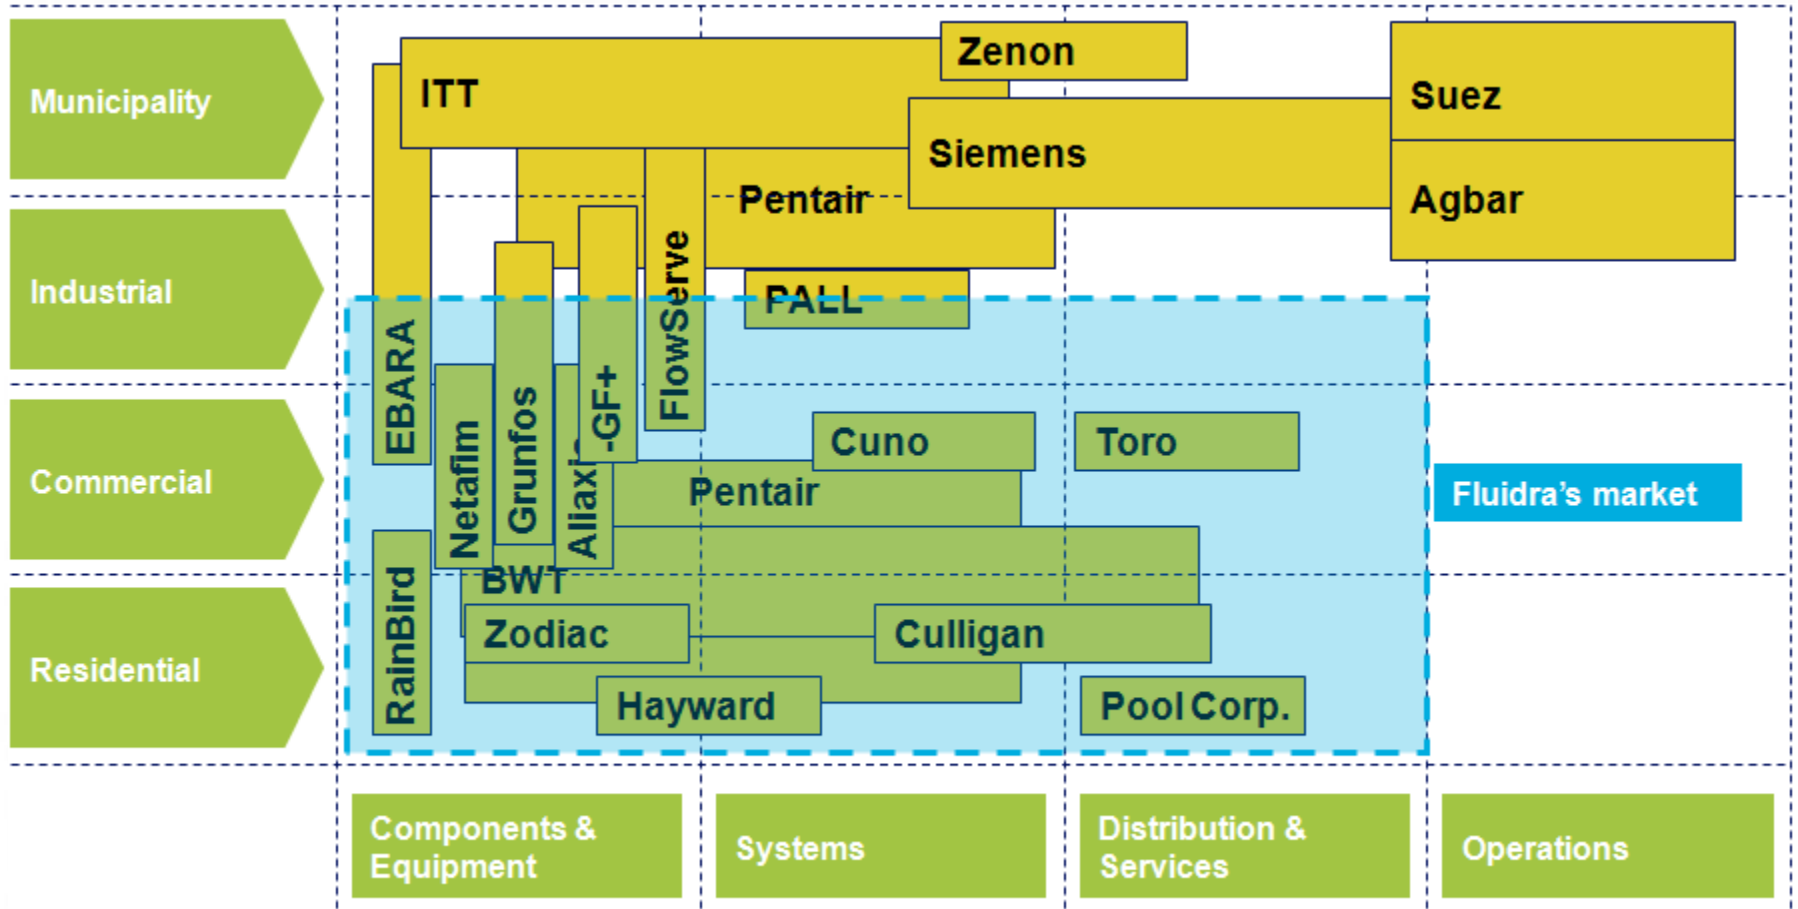 Municipality
Industrial
Commercial
Residential
ITT
Zenon
Siemens
Suez
Agbar
Pentair
PALL
EBARA
Netafim
Grunfos
-GF+
FlowServe
Cuno
Toro
Pentair
BWT
RainBird
Zodiac
Culligan
Hayward
Pool Corp.
Fluidra's market
Components &
Equipment
Systems
Distribution &
Services
Operations